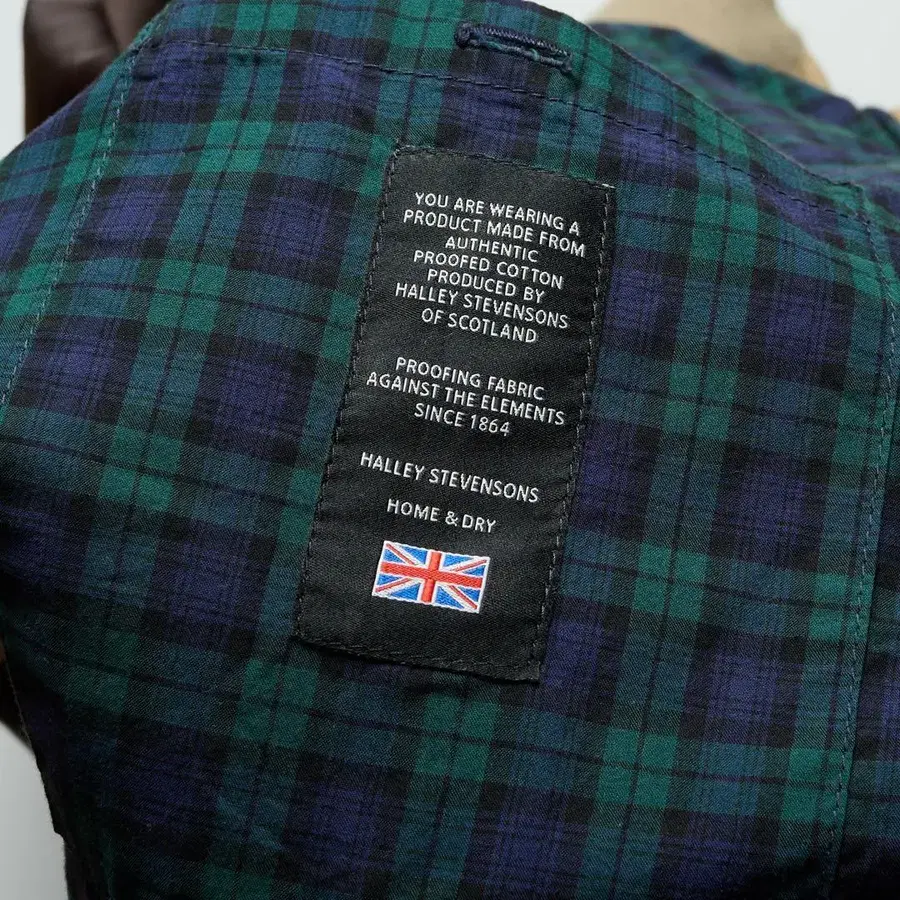 YOU ARE WEARING A
PRODUCT MADE FROM
AUTHENTIC
PROOFED COTTON
PRODUCED BY
HALLEY STEVENSONS
OF SCOTLAND
PROOFING FABRIC
AGAINST THE ELEMENTS
SINCE 1864
HALLEY STEVENSONS
HOME & DRY